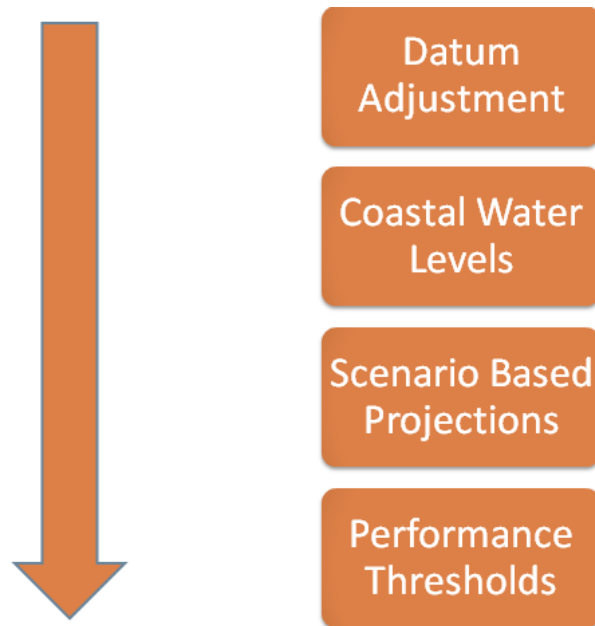 Datum
Adjustment
Coastal Water
Levels
Scenario Based
Projections
Performance
Thresholds